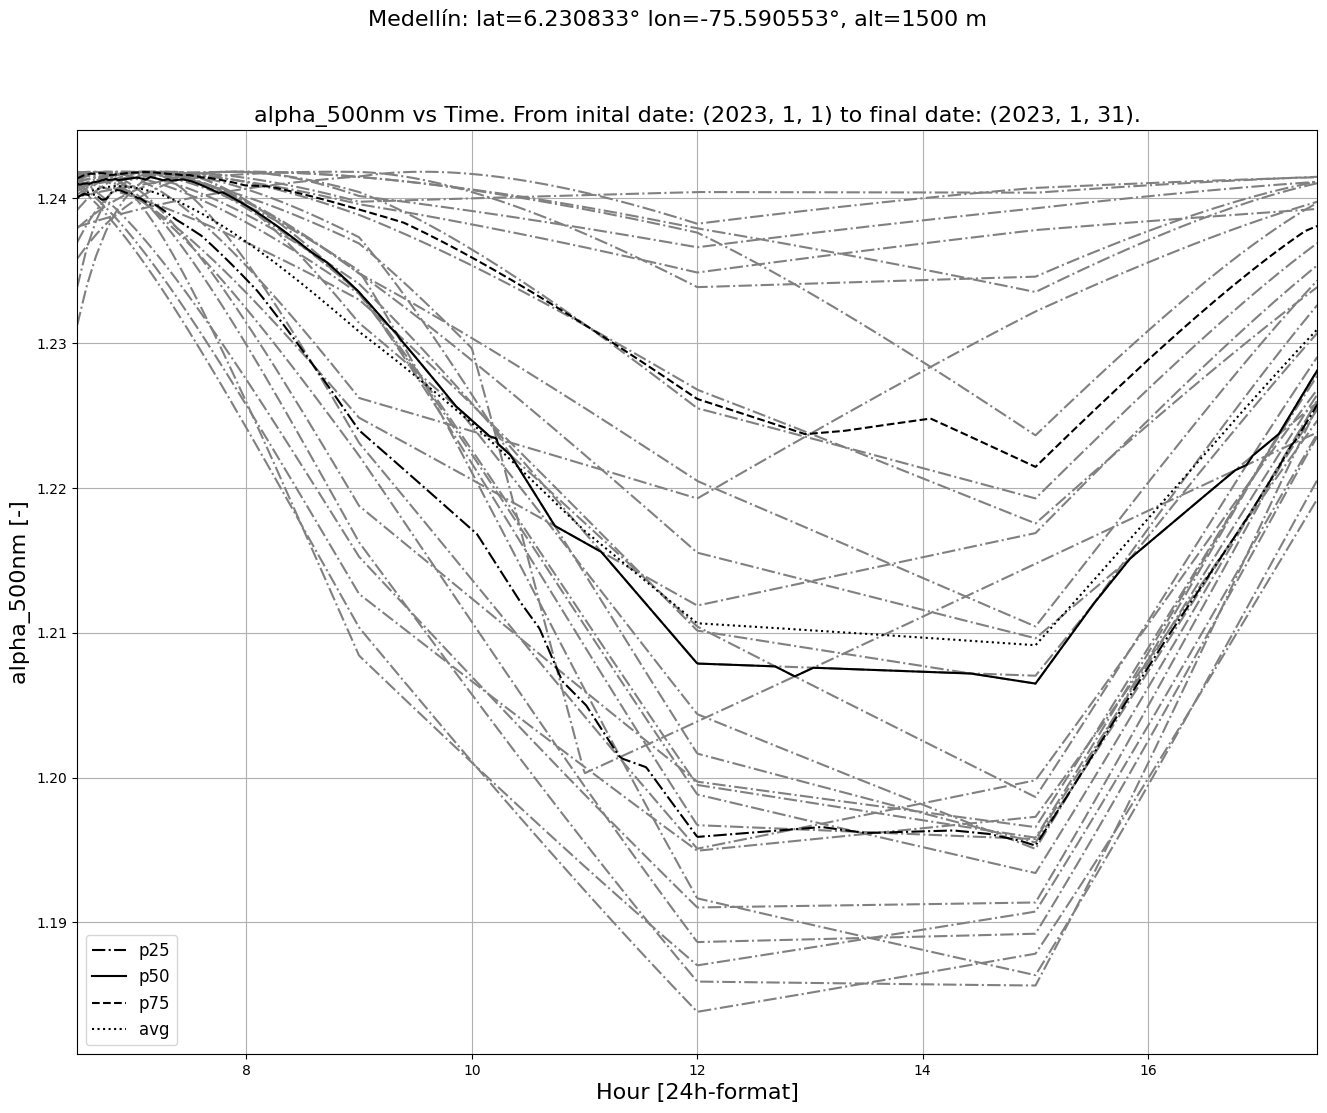 Medellín: lat=6.230833° lon=-75.590553°, alt=1500 m
alpha_500nm vs Time. From inital date: (2023, 1, 1) to final date: (2023, 1, 31).
1.24
1.23
1.22
1.21
1.20
1.19
alpha_500nm [-]
p25
p50
p75
avg
8 10 12 14 16
Hour [24h-format]